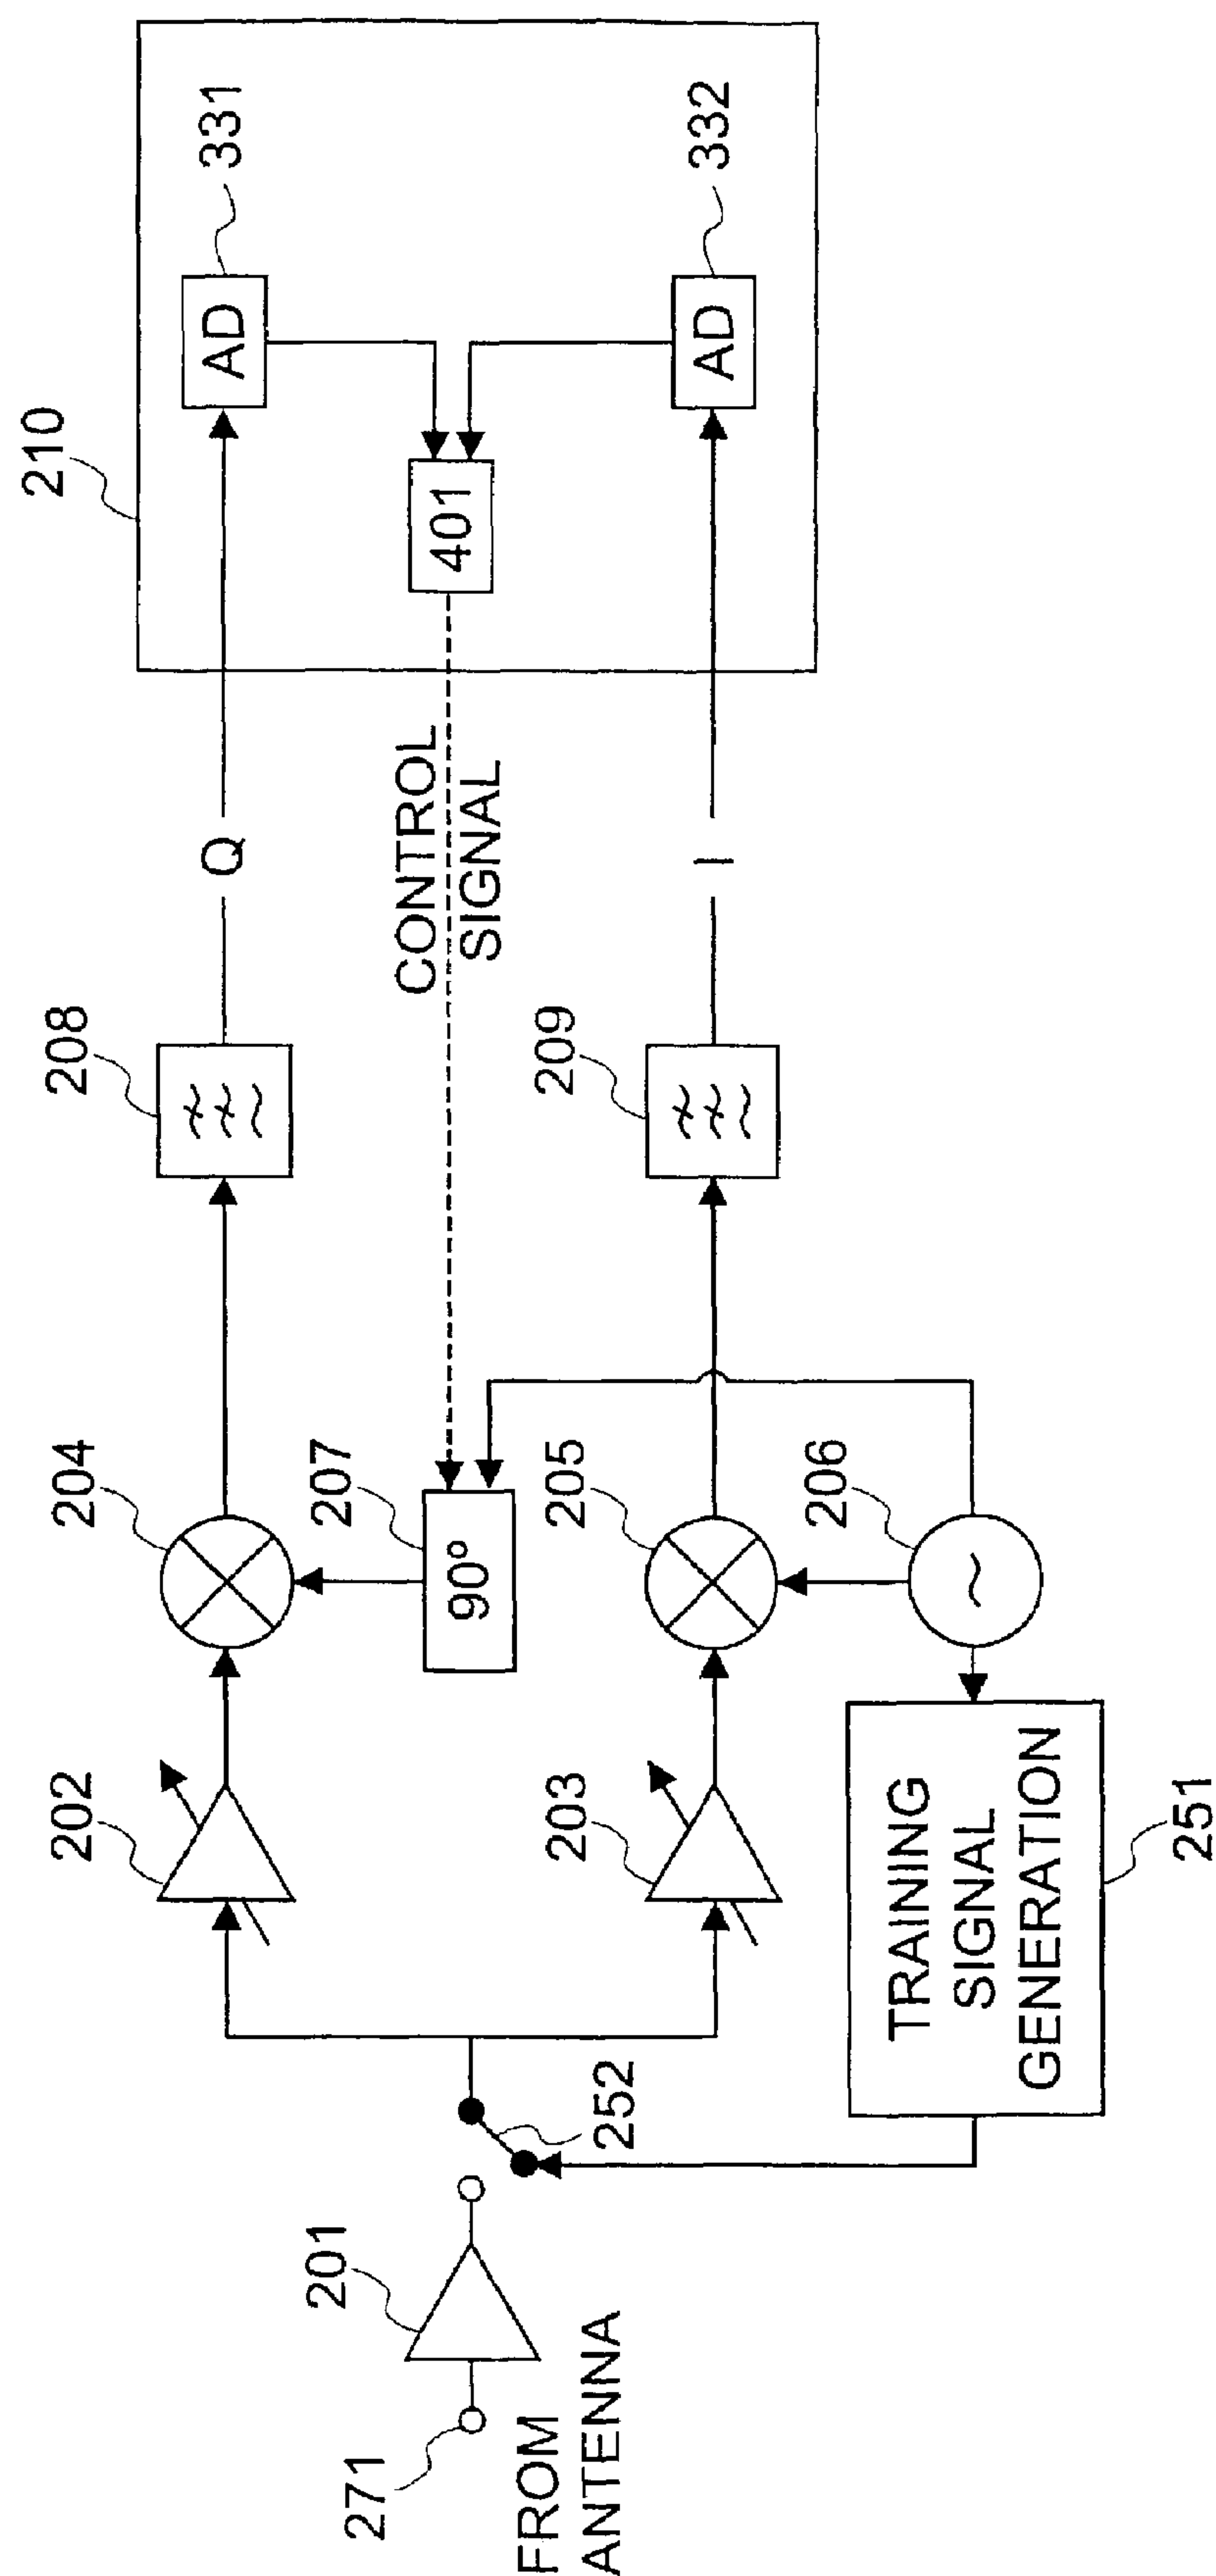 210
331
AD
401
AD
332
Q
CONTROL
SIGNAL
I
208
209
204
207
90º
205
206
202
203
TRAINING
SIGNAL
GENERATION
251
252
201
271
FROM
ANTENNA